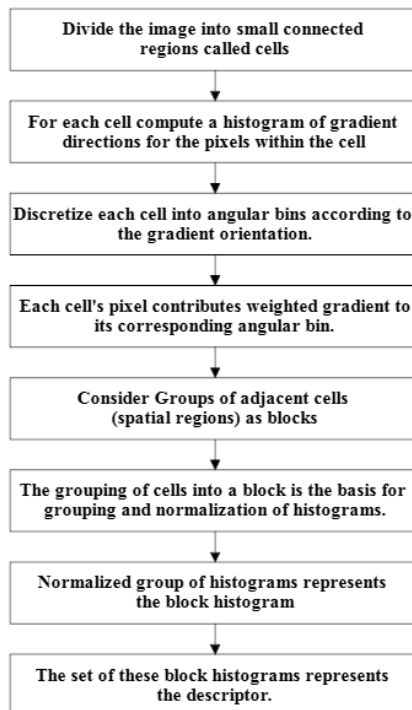 Divide the image into small connected
regions called cells
For each cell compute a histogram of gradient
directions for the pixels within the cell
Discretize each cell into angular bins according to
the gradient orientation.
Each cell's pixel contributes weighted gradient to
its corresponding angular bin.
Consider Groups of adjacent cells
(spatial regions) as blocks
The grouping of cells into a block is the basis for
grouping and normalization of histograms.
Normalized group of histograms represents
the block histogram
The set of these block histograms represents
the descriptor.